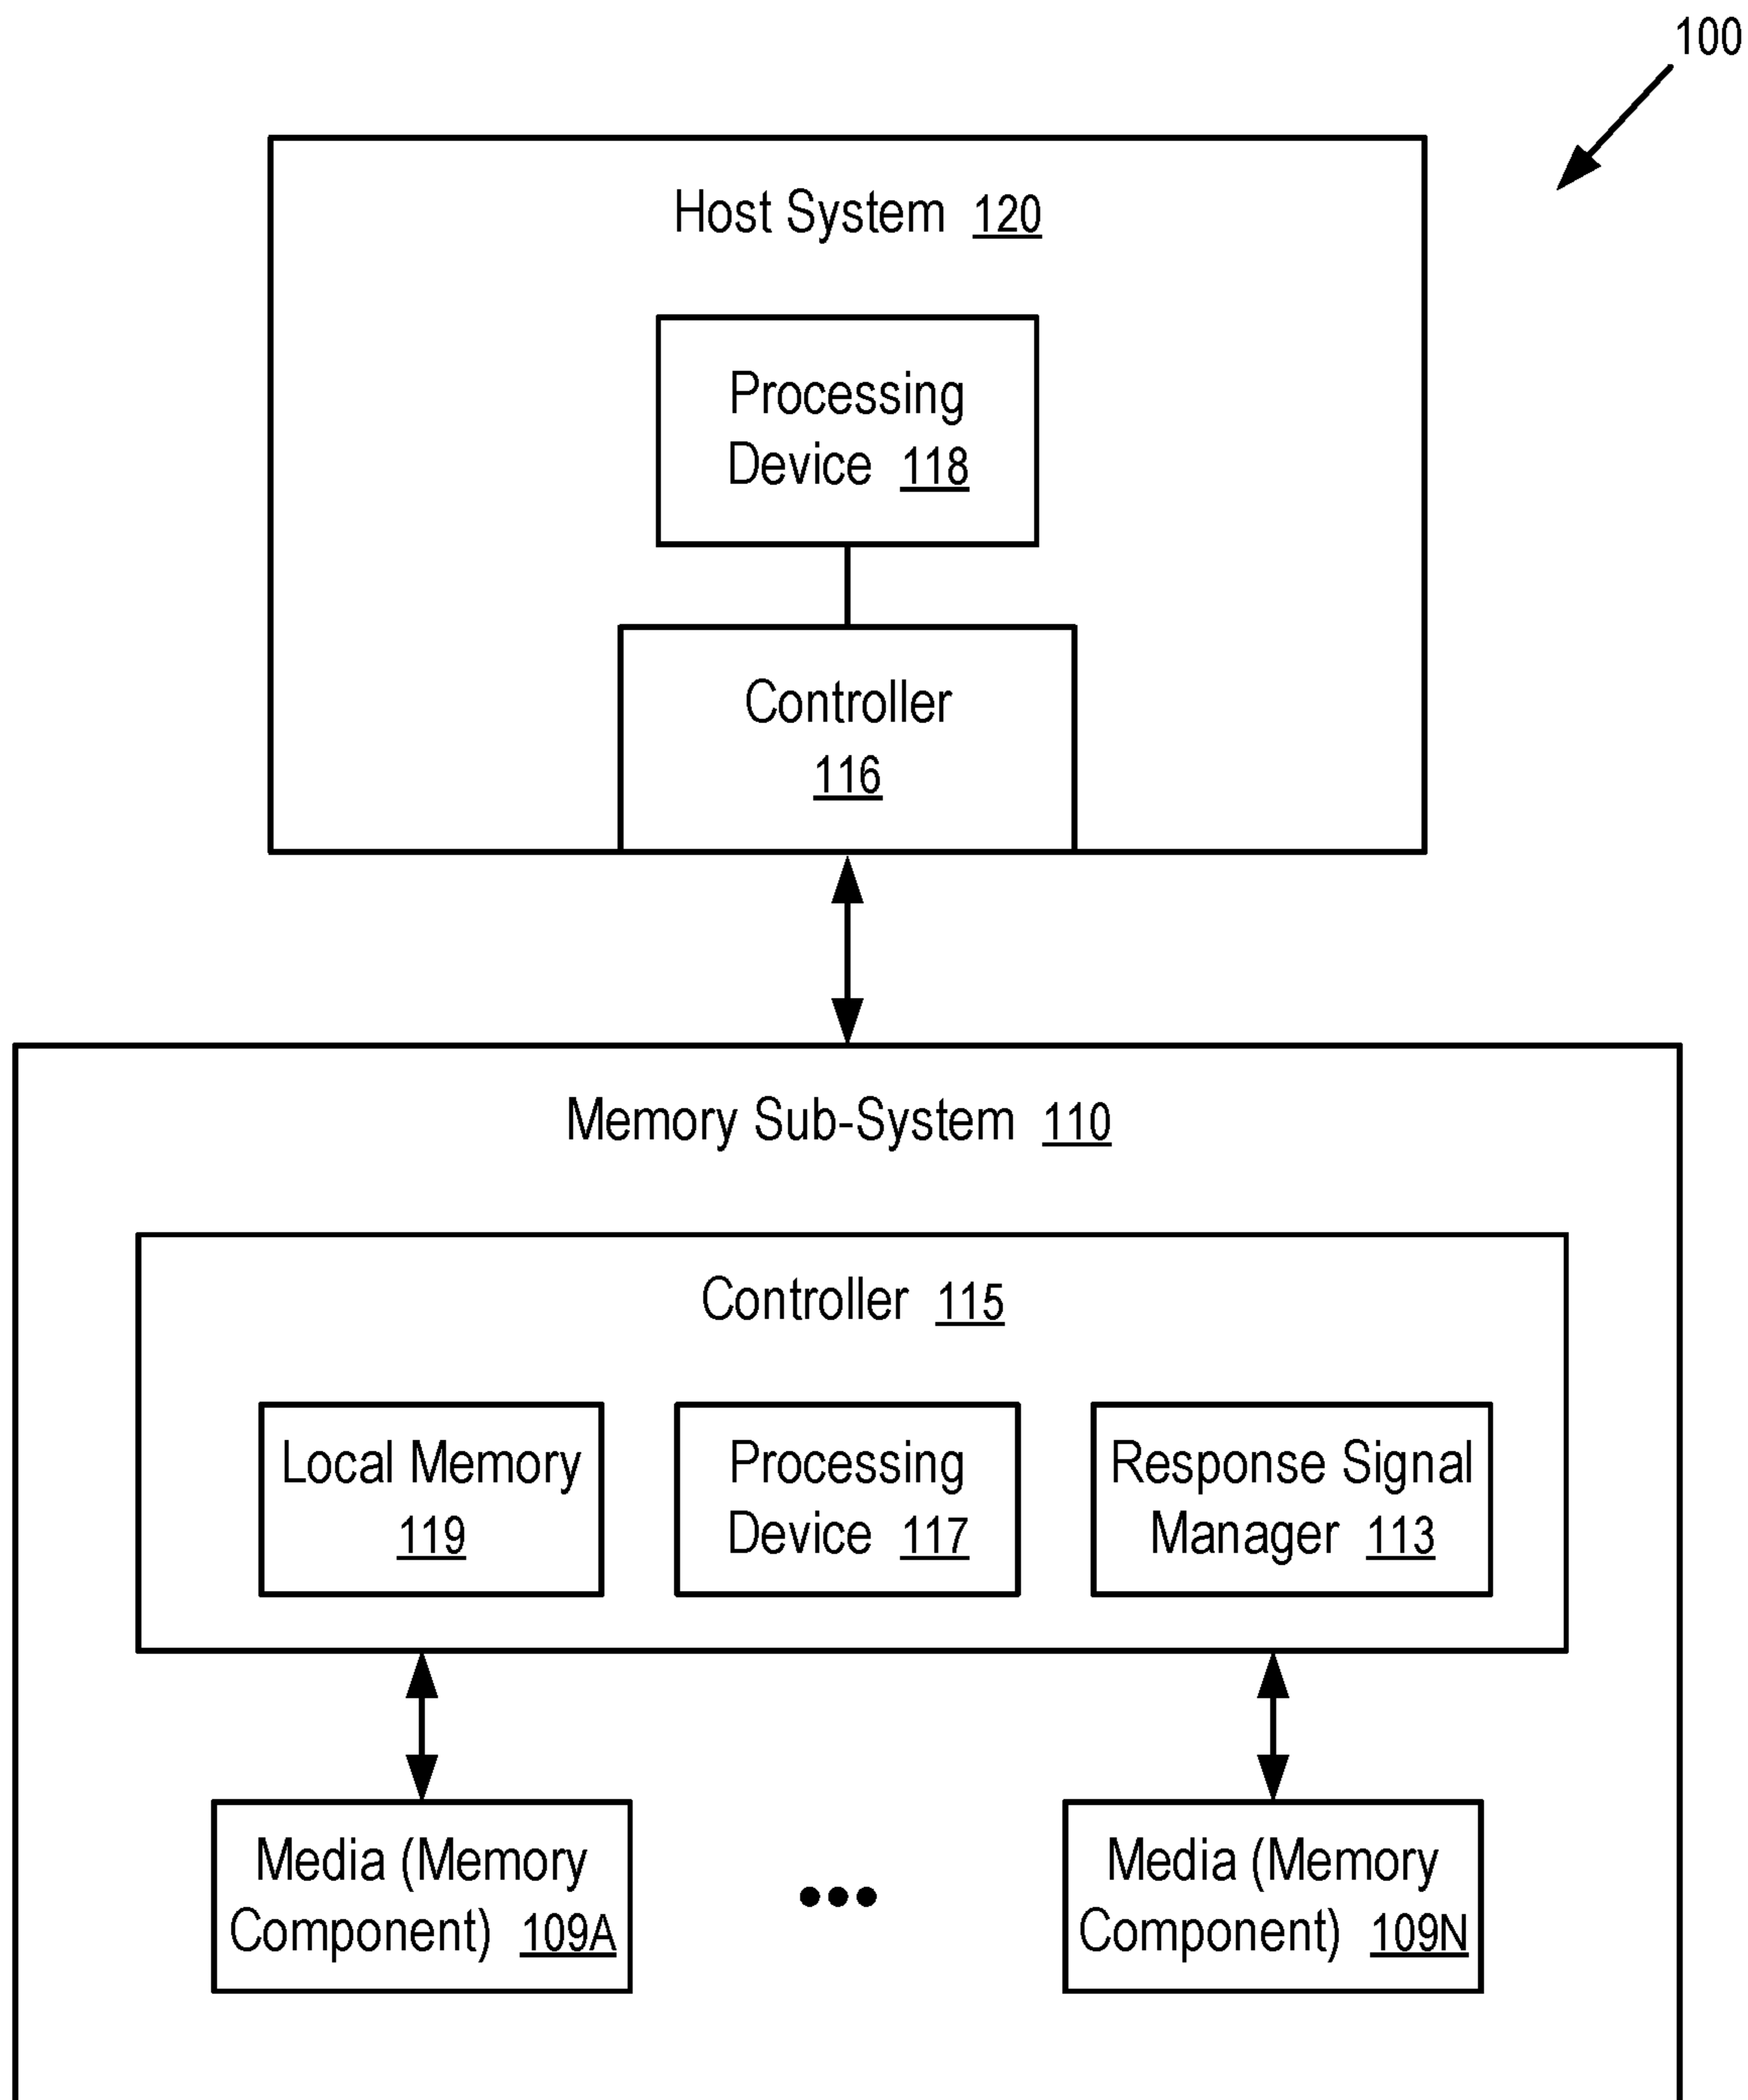 100
Host System 120
Processing
Device 118
Controller
116
Memory Sub-System 110
Controller 115
Local Memory
119
Processing
Device 117
Response Signal
Manager 113
Media (Memory
Component) 109A
Media (Memory
Component) 109N